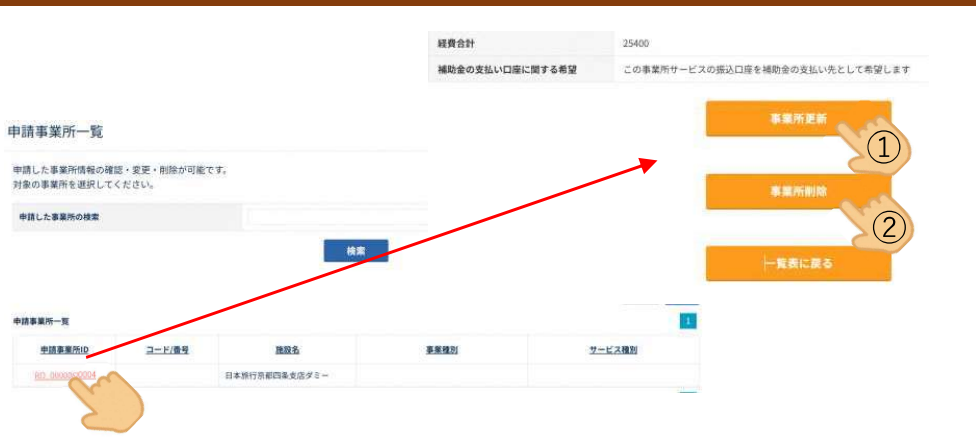 経費合計 25400
補助金の支払い口座に関する希望 この事業所サービスの振込口座を補助金の支払い先として希望します
事業所更新
①
申請事業所一覧
申請した事業所情報の確認・変更・削除が可能です。
対象の事業所を選択してください。
事業所削除
②
申請した事業所の検索
検索
一覧表に戻る
申請事業所一覧
1
申請事業所ID コード/番号 施設名 事業種別 サービス種別
日本旅行京都四条支店ダミー